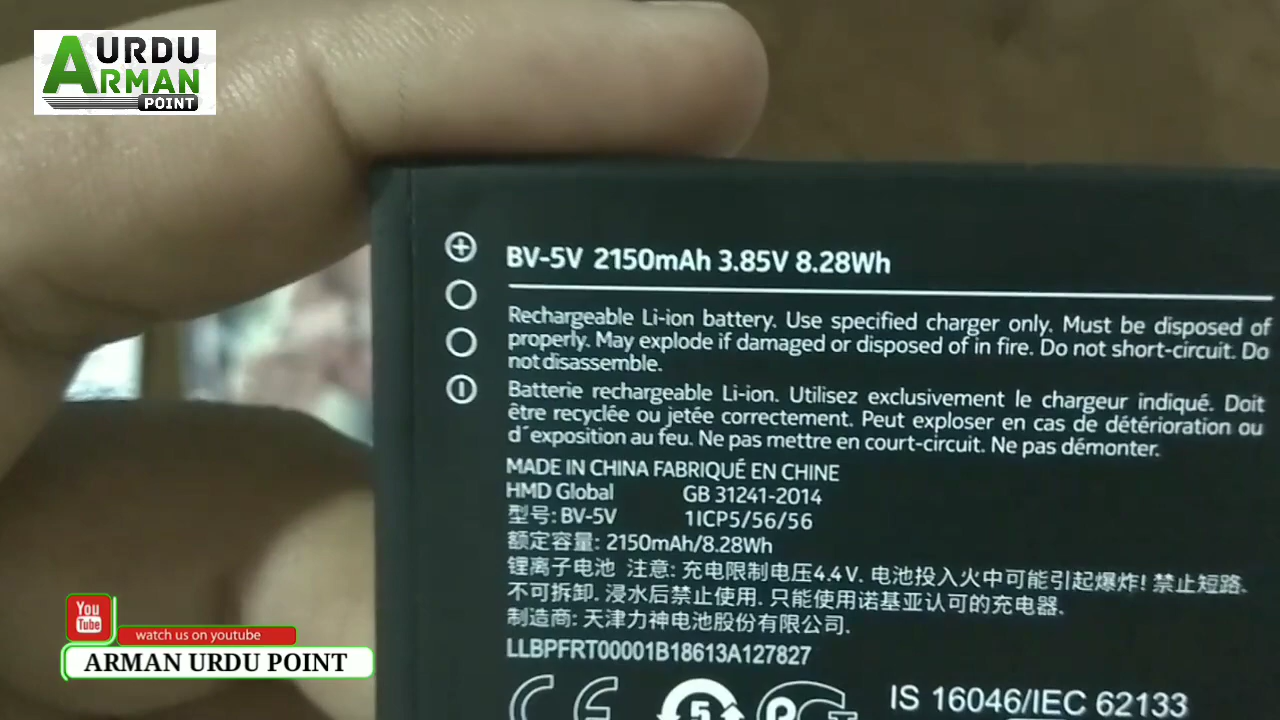 URDU
ARMAN
POINT
BV-5V 2150mAh 3.85V 8.28Wh
Rechargeable Li-ion battery. Use specified charger only. Must be disposed of
properly. May explode if damaged or disposed of in fire. Do not short-circuit. Do
not disassemble.
Batterie rechargeable Li-ion. Utilisez exclusivement le chargeur indiqué. Doit
être recyclée ou jetée correctement. Peut exploser en cas de détérioration ou
d´exposition au feu. Ne pas mettre en court-circuit. Ne pas démonter.
MADE IN CHINA FABRIQUÉ EN CHINE
HMD Global GB 31241-2014
型号: BV-5V 1ICP5/56/56
额定容量: 2150mAh/8.28Wh
锂离子电池 注意: 充电限制电压4.4V. 电池投入火中可能引起爆炸! 禁止短路.
不可拆卸. 浸水后禁止使用. 只能使用诺基亚认可的充电器.
制造商: 天津力神电池股份有限公司.
LLBPFRT00001B18613A127827
CE 5 PCT IS 16046/IEC 62133
You
Tube
watch us on youtube
ARMAN URDU POINT